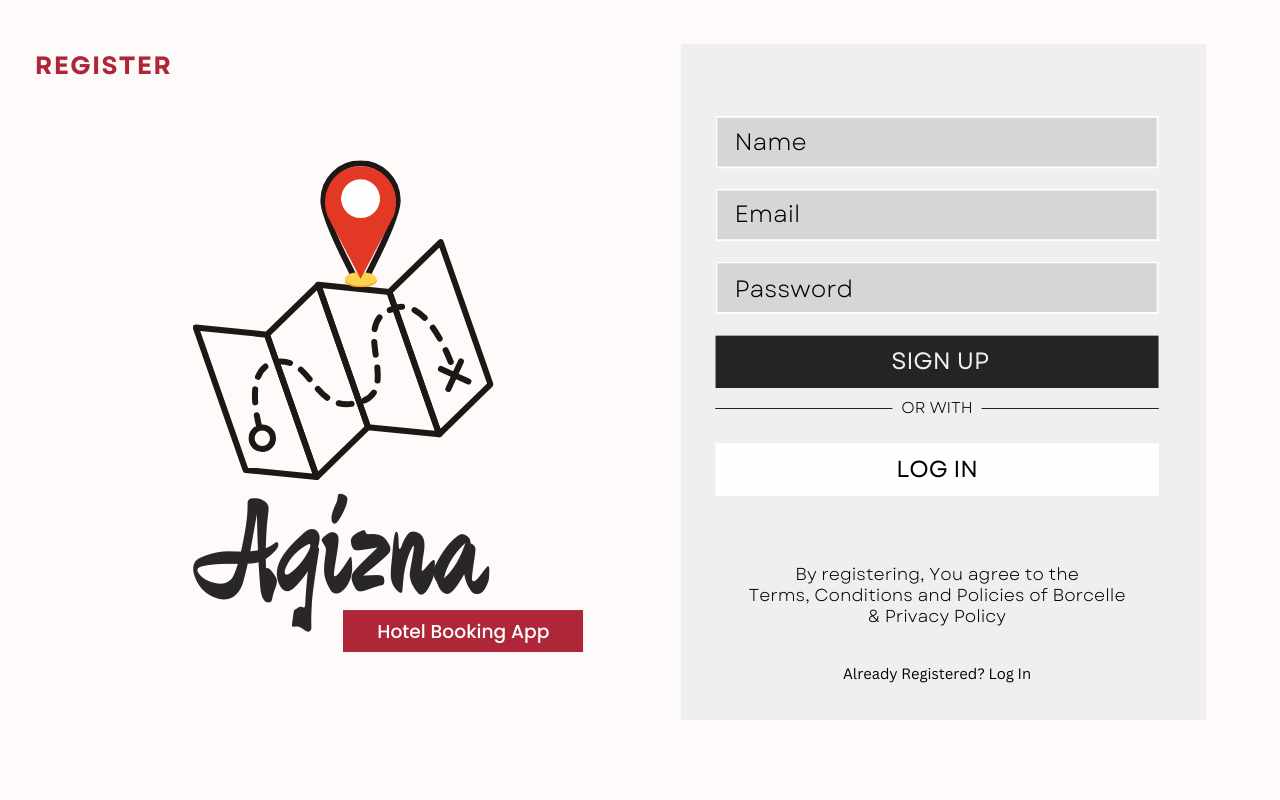 REGISTER
Agizna
Hotel Booking App
Name
Email
Password
SIGN UP
OR WITH
LOG IN
By registering, You agree to the
Terms, Conditions and Policies of Borcelle
& Privacy Policy
Already Registered? Log In